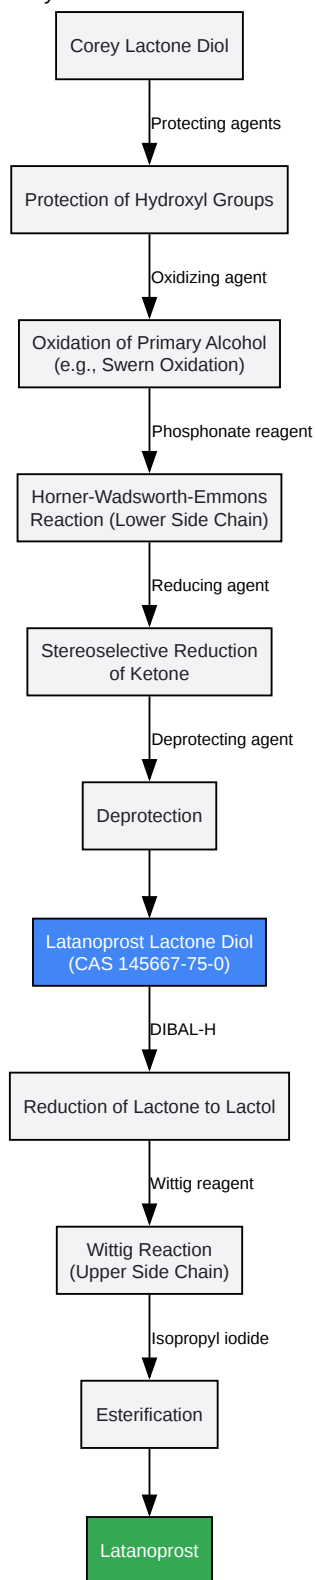 Corey Lactone Diol
Protecting agents
Protection of Hydroxyl Groups
Oxidizing agent
Oxidation of Primary Alcohol
(e.g., Swern Oxidation)
Phosphonate reagent
Horner-Wadsworth-Emmons
Reaction (Lower Side Chain)
Reducing agent
Stereoselective Reduction
of Ketone
Deprotecting agent
Deprotection
Latanoprost Lactone Diol
(CAS 145667-75-0)
DIBAL-H
Reduction of Lactone to Lactol
Wittig reagent
Wittig Reaction
(Upper Side Chain)
Isopropyl iodide
Esterification
Latanoprost